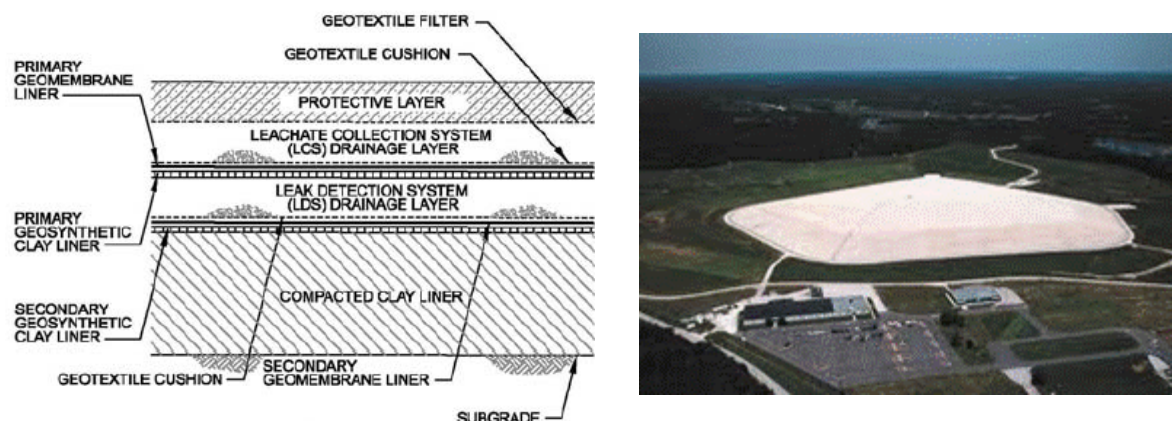 GEOTEXTILE FILTER
GEOTEXTILE CUSHION
PRIMARY
GEOMEMBRANE
LINER
PROTECTIVE LAYER
LEACHATE COLLECTION SYSTEM
(LCS) DRAINAGE LAYER
LEAK DETECTION SYSTEM
(LDS) DRAINAGE LAYER
PRIMARY
GEOSYNTHETIC
CLAY LINER
COMPACTED CLAY LINER
SECONDARY
GEOSYNTHETIC
CLAY LINER
GEOTEXTILE CUSHION
SECONDARY
GEOMEMBRANE LINER
SUBGRADE